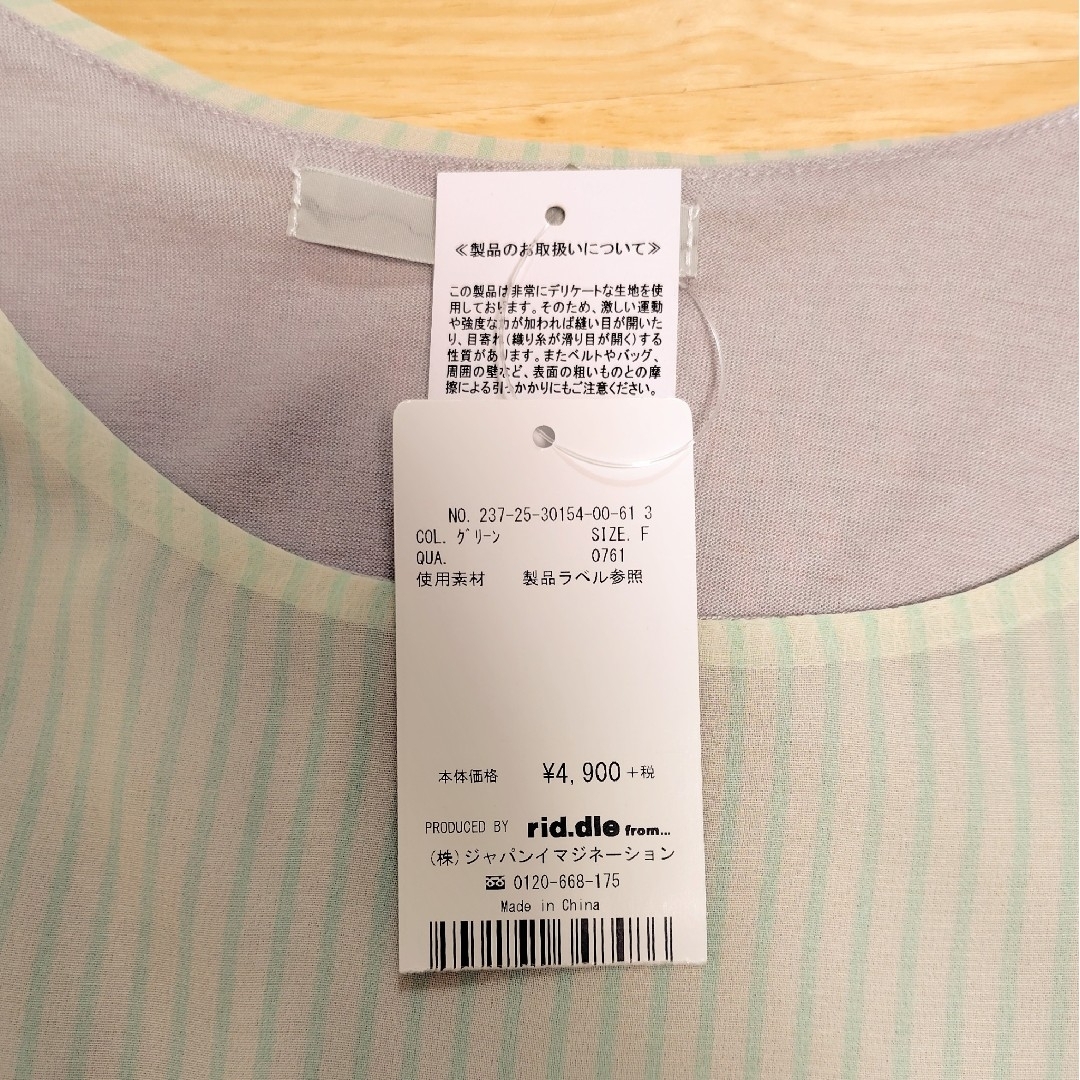 ≪製品のお取扱いについて≫
この製品は非常にデリケートな生地を使
用しております。そのため、激しい運動
や強度な力が加われば縫い目が開いた
り、目寄れ(織り糸が滑り目が開く)する
性質があります。またベルトやバッグ、
周囲の壁など、表面の粗いものとの摩
擦による引っかかりにもご注意ください。
NO. 237-25-30154-00-61 3
COL. グリーン SIZE. F
QUA. 0761
使用素材 製品ラベル参照
本体価格 ¥4,900+税
PRODUCED BY rid.dle from...
(株)ジャパンイマジネーション
0120-668-175
Made in China